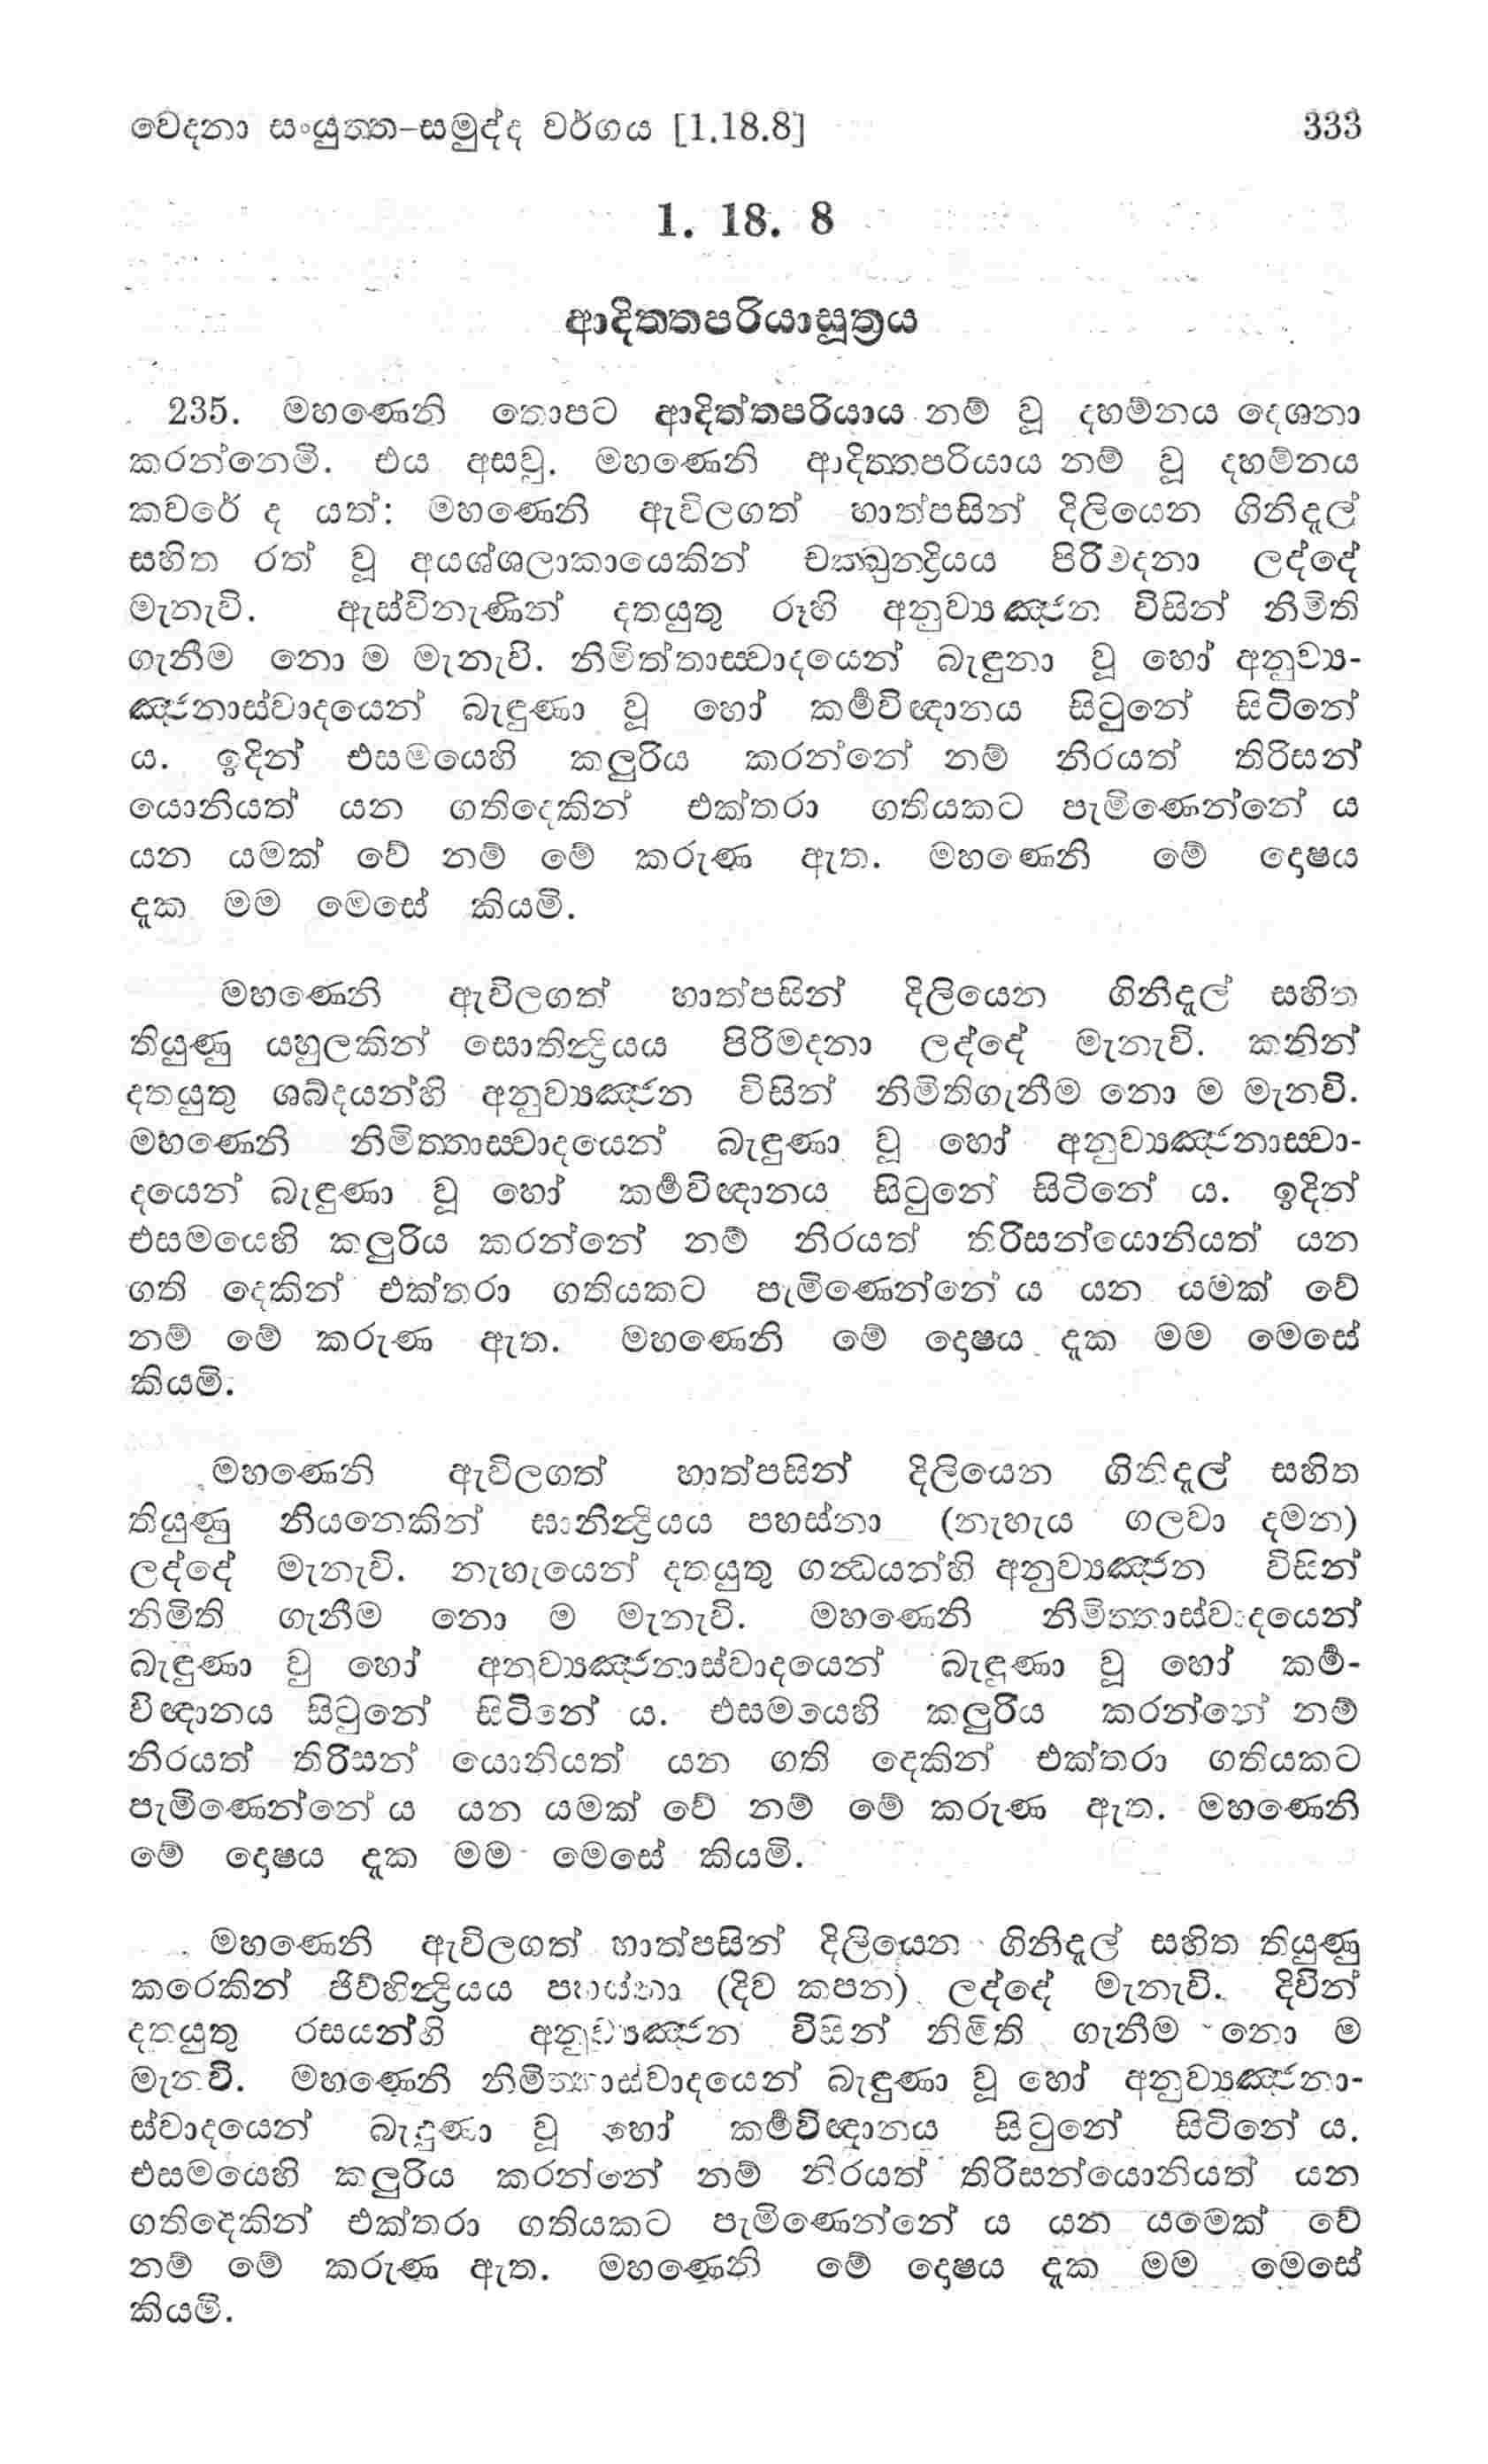 වෙදනා සංයුත්ත–සමුද්ද වර්ගය [1.18.8] 333
1. 18. 8
ආදිත්තපරියාසූත්‍රය
235. මහණෙනි තොපට ආදිත්තපරියාය නම් වූ දහම්නය දෙශනා
කරන්නෙමි. එය අසවු. මහණෙනි ආදිත්තපරියාය නම් වූ දහම්නය
කවරේ ද යත්: මහණෙනි ඇවිලගත් හාත්පසින් දිලියෙන ගිනිදැල්
සහිත රත් වූ අයශ්ශලාකායෙකින් චක්ඛුන්‍ද්‍රියය පිරිමදනා ලද්දේ
මැනැවි. ඇස්විනැණින් දතයුතු රූහි අනුව්‍යඤ්ජන විසින් නිමිති
ගැනීම නො ම මැනැවි. නිමිත්තාස්වාදයෙන් බැඳුනා වූ හෝ අනුව්‍ය-
ඤ්ජනාස්වාදයෙන් බැඳුණා වූ හෝ කර්‍මවිඥානය සිටුනේ සිටිනේ
ය. ඉදින් එසමයෙහි කලුරිය කරන්නේ නම් නිරයත් තිරිසන්
යොනියත් යන ගතිදෙකින් එක්තරා ගතියකට පැමිණෙන්නේ ය
යන යමක් වේ නම් මේ කරුණ ඇත. මහණෙනි මේ දොෂය
දැක මම මෙසේ කියමි.
මහණෙනි ඇවිලගත් හාත්පසින් දිලියෙන ගිනිදැල් සහිත
තියුණු යහුලකින් සොතින්‍ද්‍රියය පිරිමදනා ලද්දේ මැනැවි. කනින්
දතයුතු ශබ්දයන්හි අනුව්‍යඤ්ජන විසින් නිමිතිගැනීම නො ම මැනවි.
මහණෙනි නිමිත්තාස්වාදයෙන් බැඳුණා වූ හෝ අනුව්‍යඤ්ජනාස්වා-
දයෙන් බැඳුණා වූ හෝ කර්‍මවිඥානය සිටුනේ සිටිනේ ය. ඉදින්
එසමයෙහි කලුරිය කරන්නේ නම් නිරයත් තිරිසන්යොනියත් යන
ගති දෙකින් එක්තරා ගතියකට පැමිණෙන්නේ ය යන යමක් වේ
නම් මේ කරුණ ඇත. මහණෙනි මේ දොෂය දැක මම මෙසේ
කියමි.
මහණෙනි ඇවිලගත් හාත්පසින් දිලියෙන ගිනිදැල් සහිත
තියුණු නියනෙකින් ඝානින්‍ද්‍රියය පහස්නා (නැහැය ගලවා දමන)
ලද්දේ මැනැවි. නැහැයෙන් දතයුතු ගන්‍ධයන්හි අනුව්‍යඤ්ජන විසින්
නිමිති ගැනීම නො ම මැනැවි. මහණෙනි නිමිත්තාස්වාදයෙන්
බැඳුණා වු හෝ අනුව්‍යඤ්ජනාස්වාදයෙන් බැඳුණා වූ හෝ කර්‍ම-
විඥානය සිටුනේ සිටිනේ ය. එසමයෙහි කලුරිය කරන්නේ නම්
නිරයත් තිරිසන් යොනියත් යන ගති දෙකින් එක්තරා ගතියකට
පැමිණෙන්නේ ය යන යමක් වේ නම් මේ කරුණ ඇත. මහණෙනි
මේ දොෂය දැක මම මෙසේ කියමි.
මහණෙනි ඇවිලගත් හාත්පසින් දිලියෙන ගිනිදැල් සහිත තියුණු
කරෙකින් ජිව්හින්‍ද්‍රියය පහස්නා (දිව කපන) ලද්දේ මැනැවි. දිවින්
දතයුතු රසයන්හි අනුව්‍යඤ්ජන විසින් නිමිති ගැනීම නො ම
මැනවි. මහණෙනි නිමිත්තාස්වාදයෙන් බැඳුණා වූ හෝ අනුව්‍යඤ්ජනා-
ස්වාදයෙන් බැඳුණා වූ හෝ කර්‍මවිඥානය සිටුනේ සිටිනේ ය.
එසමයෙහි කලුරිය කරන්නේ නම් නිරයත් තිරිසන්යොනියත් යන
ගතිදෙකින් එක්තරා ගතියකට පැමිණෙන්නේ ය යන යමෙක් වේ
නම් මේ කරුණ ඇත. මහණෙනි මේ දොෂය දැක මම මෙසේ
කියමි.